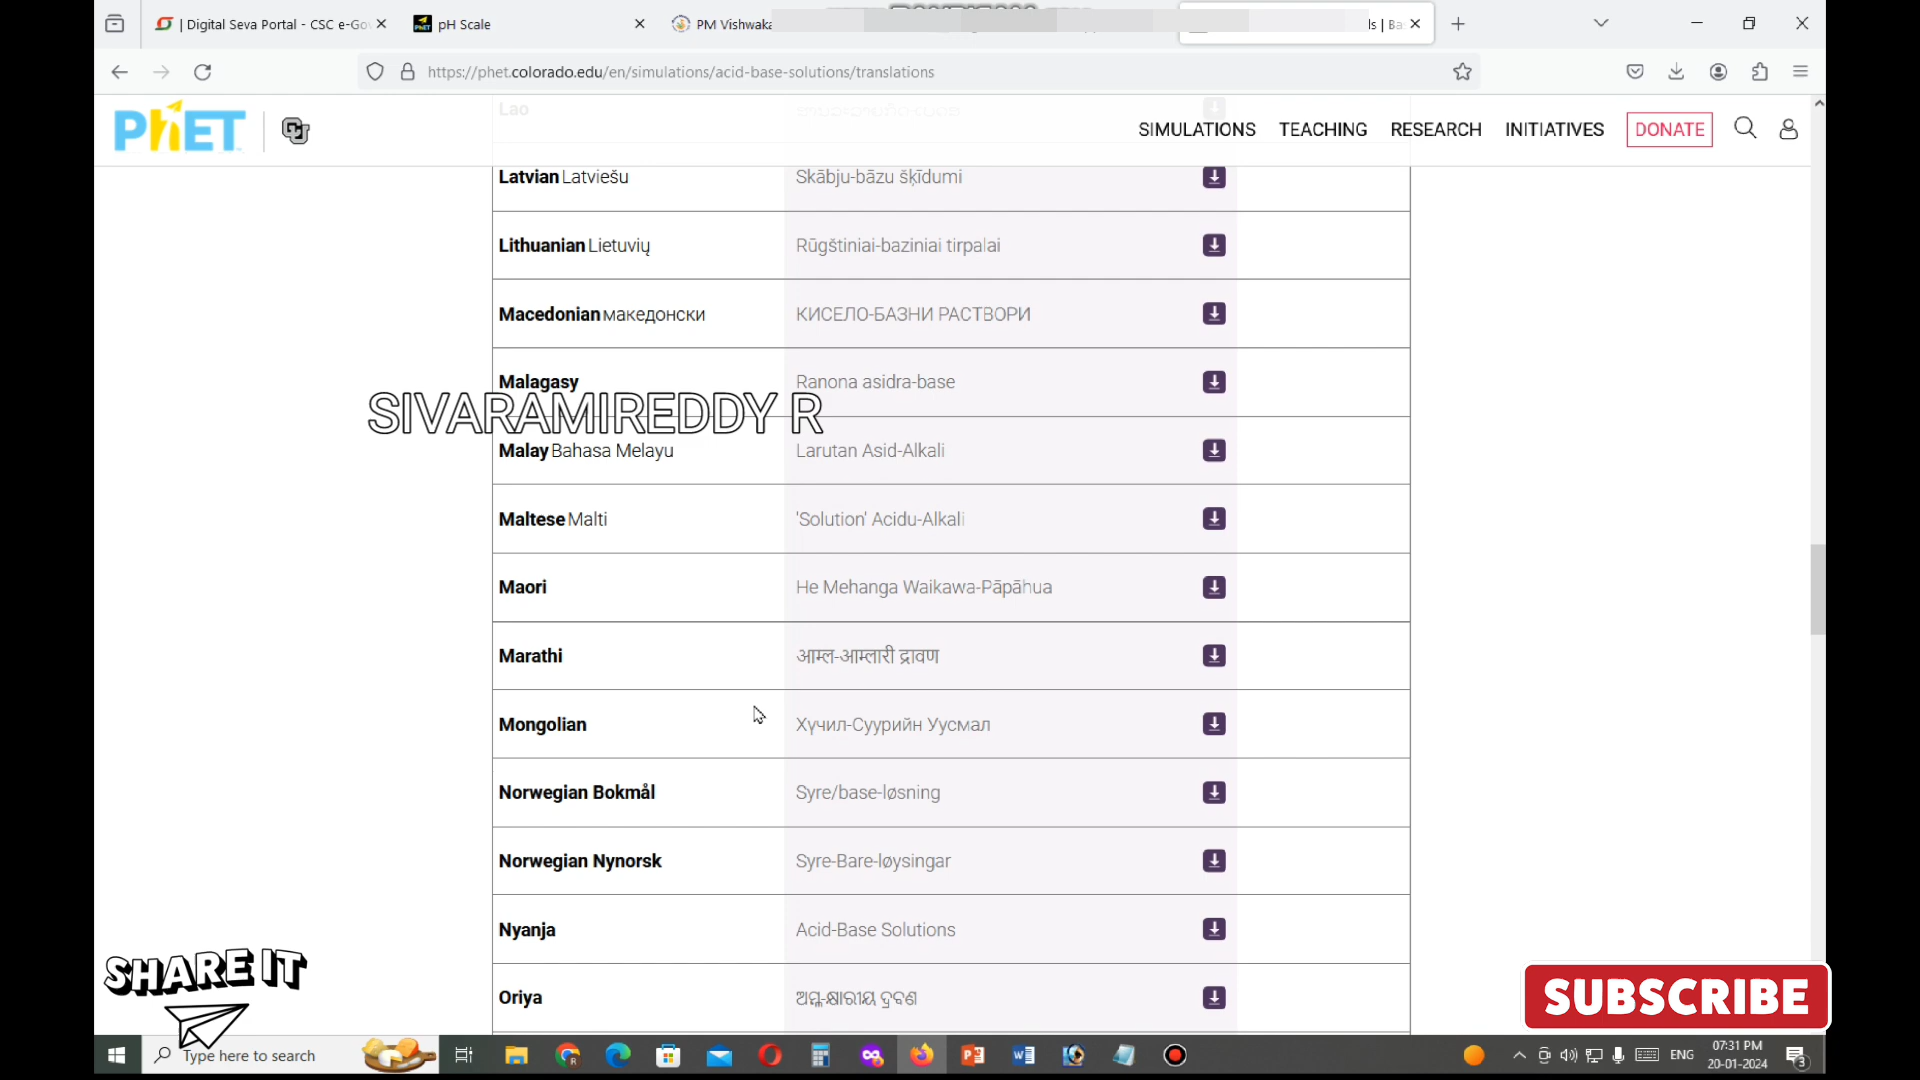 | Digital Seva Portal - CSC e-Go
pH Scale
PM Vishwaka
ls | Ba
https://phet.colorado.edu/en/simulations/acid-base-solutions/translations
PhET
SIMULATIONS TEACHING RESEARCH INITIATIVES DONATE
Lao
Latvian Latviešu Skābju-bāzu šķīdumi
Lithuanian Lietuvių Rūgštiniai-baziniai tirpalai
Macedonian македонски КИСЕЛО-БАЗНИ РАСТВОРИ
Malagasy Ranona asidra-base
SIVARAMIREDDY R
Malay Bahasa Melayu Larutan Asid-Alkali
Maltese Malti 'Solution' Acidu-Alkali
Maori He Mehanga Waikawa-Pāpāhua
Marathi आम्ल-आम्लारी द्रावण
Mongolian Хүчил-Суурийн Уусмал
Norwegian Bokmål Syre/base-løsning
Norwegian Nynorsk Syre-Bare-løysingar
Nyanja Acid-Base Solutions
Oriya ଅମ୍ଳ-କ୍ଷାରୀୟ ଦ୍ରବଣ
SHARE IT
SUBSCRIBE
Type here to search
ENG
07:31 PM
20-01-2024
3